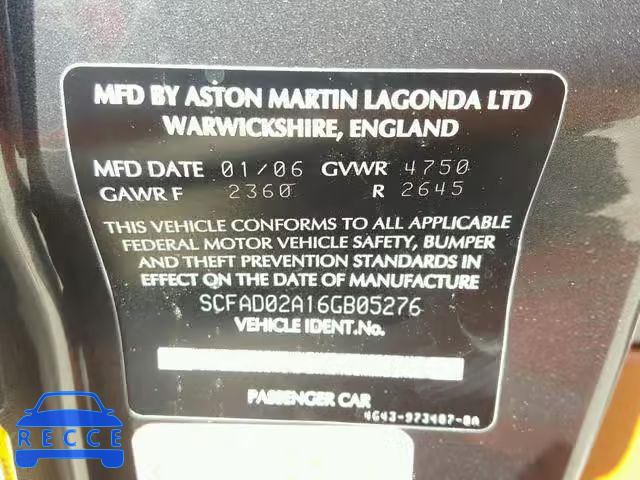 MFD BY ASTON MARTIN LAGONDA LTD
WARWICKSHIRE, ENGLAND
MFD DATE 01/06 GVWR 4750
GAWR F 2360 R 2645
THIS VEHICLE CONFORMS TO ALL APPLICABLE
FEDERAL MOTOR VEHICLE SAFETY, BUMPER
AND THEFT PREVENTION STANDARDS IN
EFFECT ON THE DATE OF MANUFACTURE
SCFAD02A16GB05276
VEHICLE IDENT.No.
PASSENGER CAR
4G43-973407-BA
RECCE